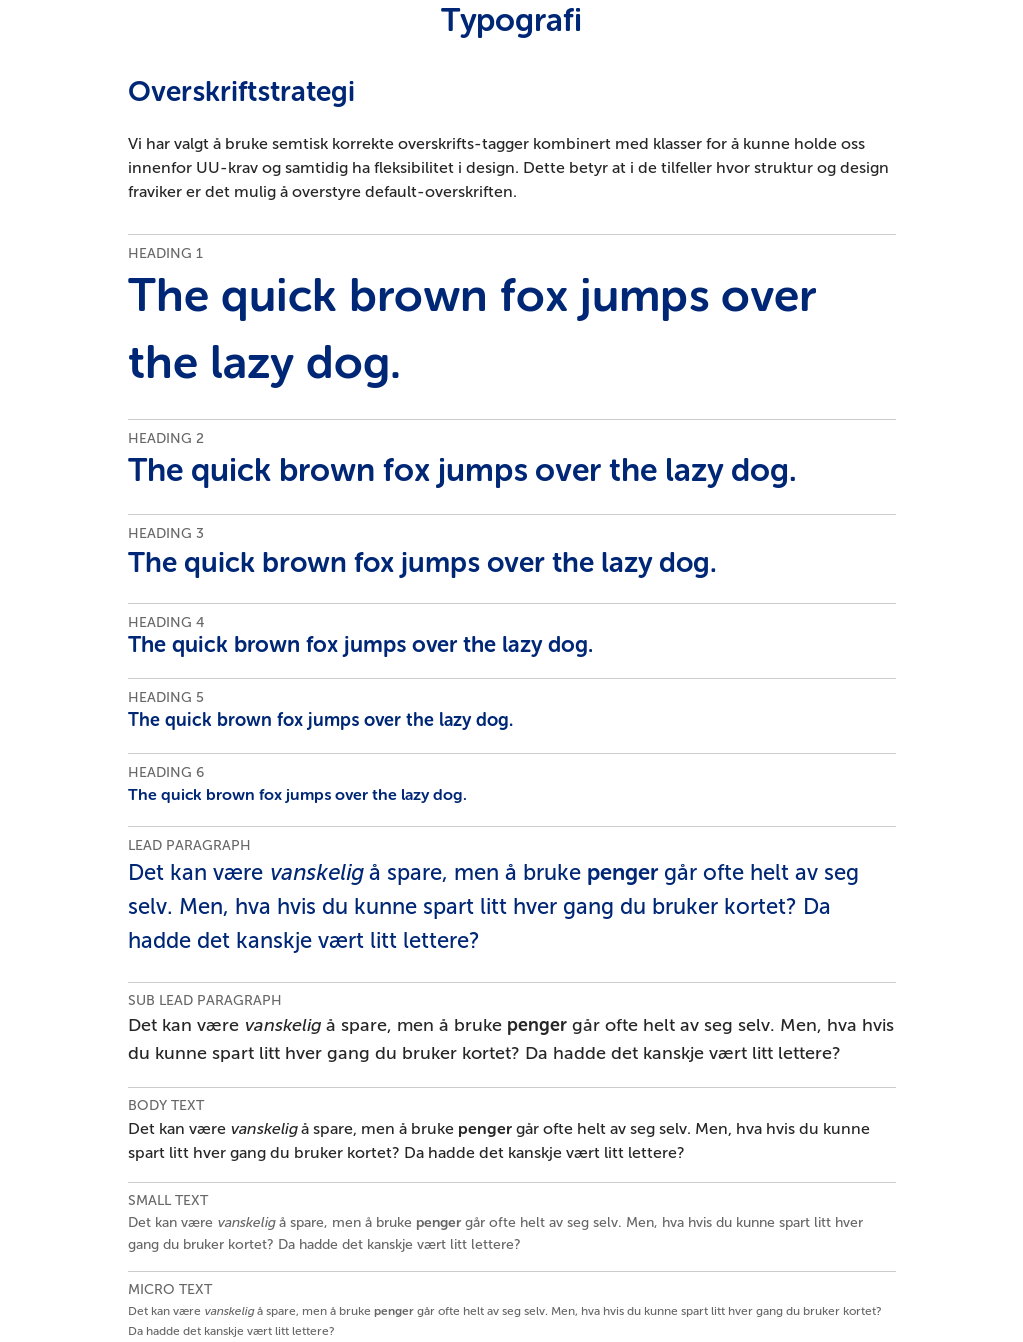 Typografi
Overskriftstrategi
Vi har valgt å bruke semtisk korrekte overskrifts-tagger kombinert med klasser for å kunne holde oss
innenfor UU-krav og samtidig ha fleksibilitet i design. Dette betyr at i de tilfeller hvor struktur og design
fraviker er det mulig å overstyre default-overskriften.
HEADING 1
The quick brown fox jumps over
the lazy dog.
HEADING 2
The quick brown fox jumps over the lazy dog.
HEADING 3
The quick brown fox jumps over the lazy dog.
HEADING 4
The quick brown fox jumps over the lazy dog.
HEADING 5
The quick brown fox jumps over the lazy dog.
HEADING 6
The quick brown fox jumps over the lazy dog.
LEAD PARAGRAPH
Det kan være vanskelig å spare, men å bruke penger går ofte helt av seg
selv. Men, hva hvis du kunne spart litt hver gang du bruker kortet? Da
hadde det kanskje vært litt lettere?
SUB LEAD PARAGRAPH
Det kan være vanskelig å spare, men å bruke penger går ofte helt av seg selv. Men, hva hvis
du kunne spart litt hver gang du bruker kortet? Da hadde det kanskje vært litt lettere?
BODY TEXT
Det kan være vanskelig å spare, men å bruke penger går ofte helt av seg selv. Men, hva hvis du kunne
spart litt hver gang du bruker kortet? Da hadde det kanskje vært litt lettere?
SMALL TEXT
Det kan være vanskelig å spare, men å bruke penger går ofte helt av seg selv. Men, hva hvis du kunne spart litt hver
gang du bruker kortet? Da hadde det kanskje vært litt lettere?
MICRO TEXT
Det kan være vanskelig å spare, men å bruke penger går ofte helt av seg selv. Men, hva hvis du kunne spart litt hver gang du bruker kortet?
Da hadde det kanskje vært litt lettere?